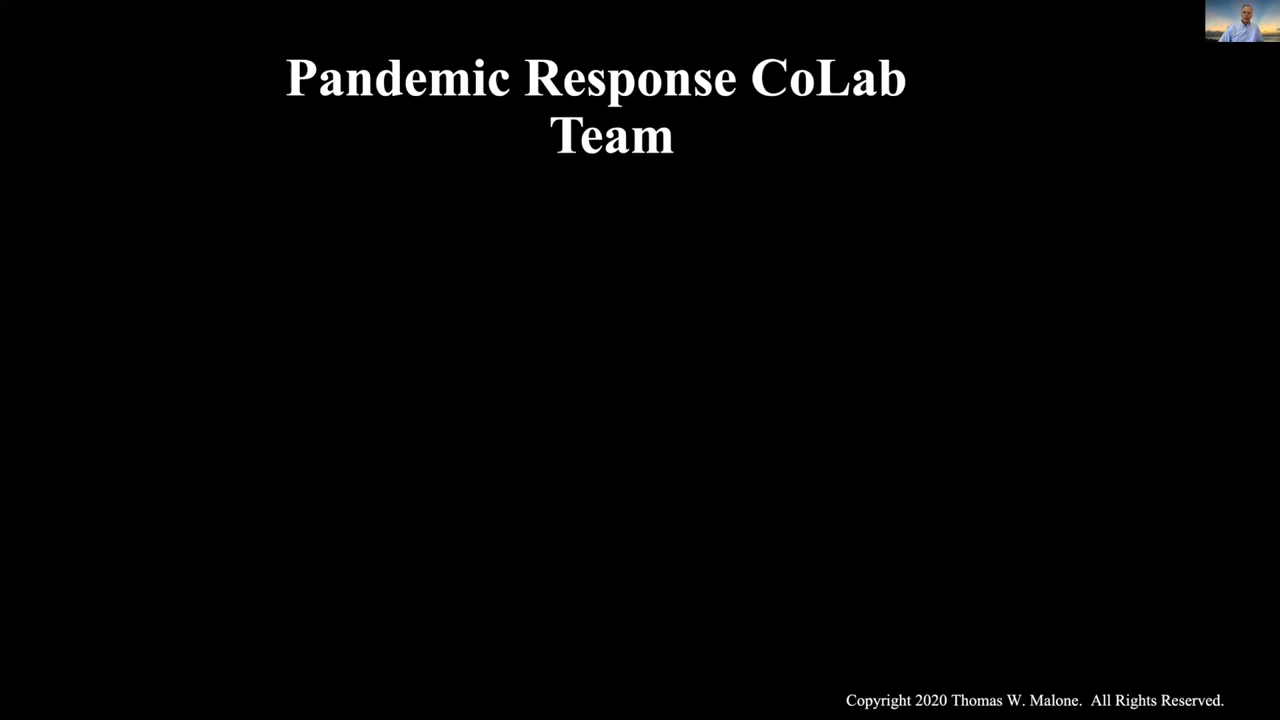 Pandemic Response CoLab
Team
Copyright 2020 Thomas W. Malone.  All Rights Reserved.